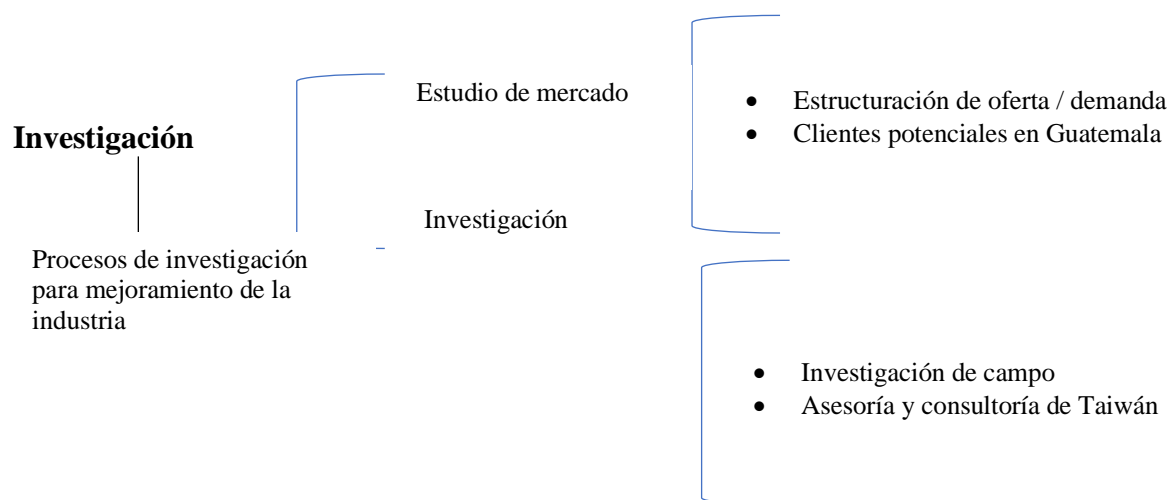 Investigación
Procesos de investigación
para mejoramiento de la
industria
Estudio de mercado
Investigación
• Estructuración de oferta / demanda
• Clientes potenciales en Guatemala
• Investigación de campo
• Asesoría y consultoría de Taiwán